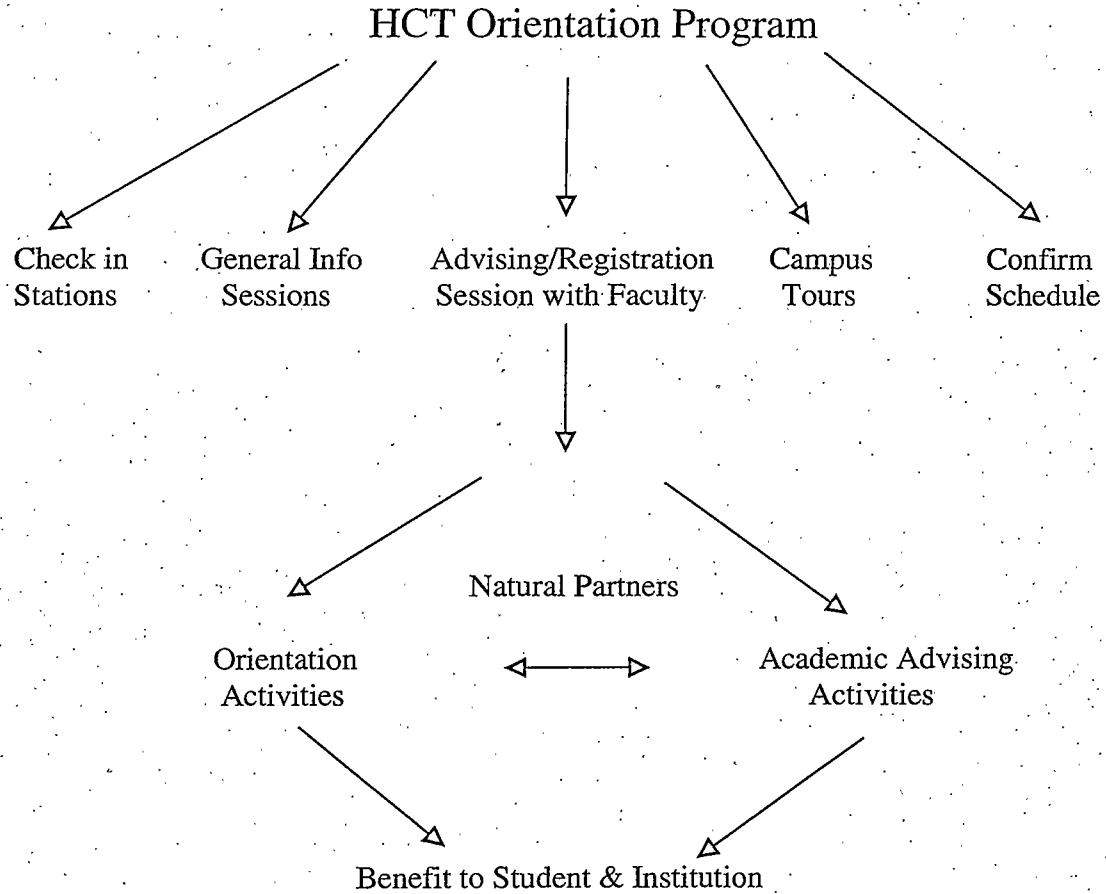 HCT Orientation Program
Check in
Stations
General Info
Sessions
Advising/Registration
Session with Faculty
Campus
Tours
Confirm
Schedule
Natural Partners
Orientation
Activities
Academic Advising
Activities
Benefit to Student & Institution